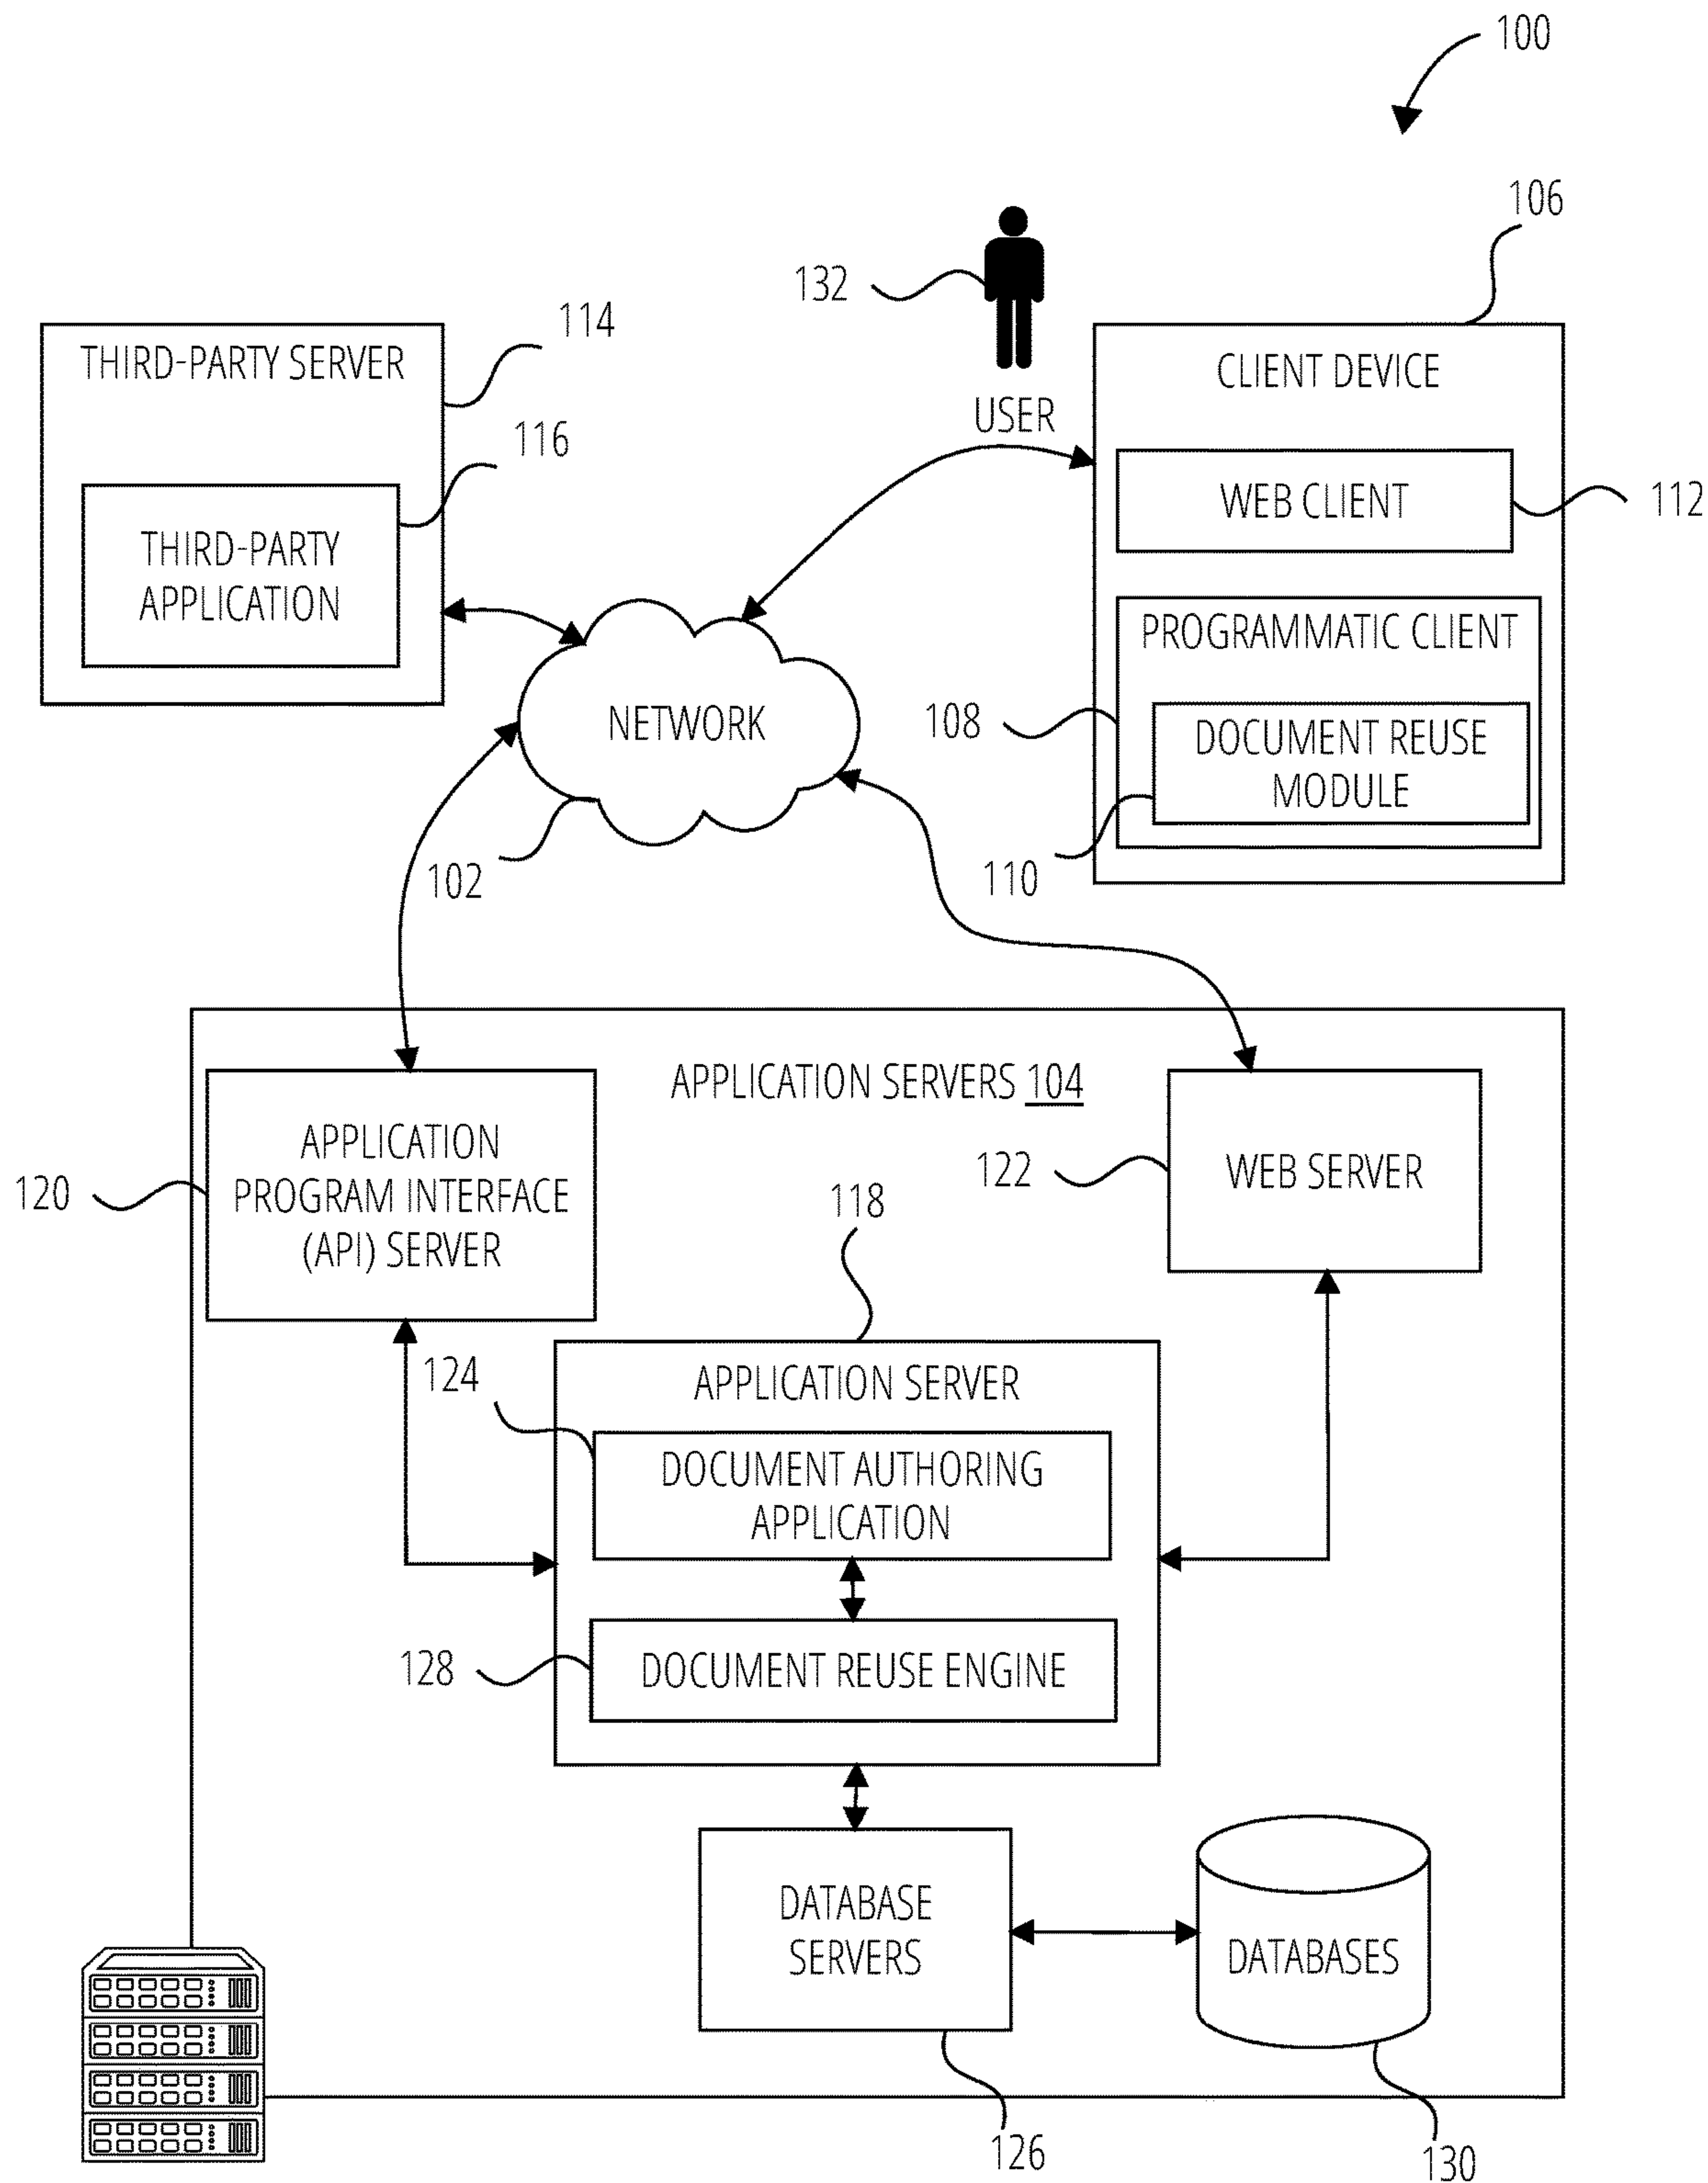 100
106
132
114
THIRD-PARTY SERVER
CLIENT DEVICE
USER
116
WEB CLIENT
112
THIRD-PARTY
APPLICATION
PROGRAMMATIC CLIENT
NETWORK
108
DOCUMENT REUSE
MODULE
102
110
APPLICATION SERVERS 104
APPLICATION
PROGRAM INTERFACE
(API) SERVER
120
122
WEB SERVER
118
124
APPLICATION SERVER
DOCUMENT AUTHORING
APPLICATION
128
DOCUMENT REUSE ENGINE
DATABASE
SERVERS
DATABASES
126
130